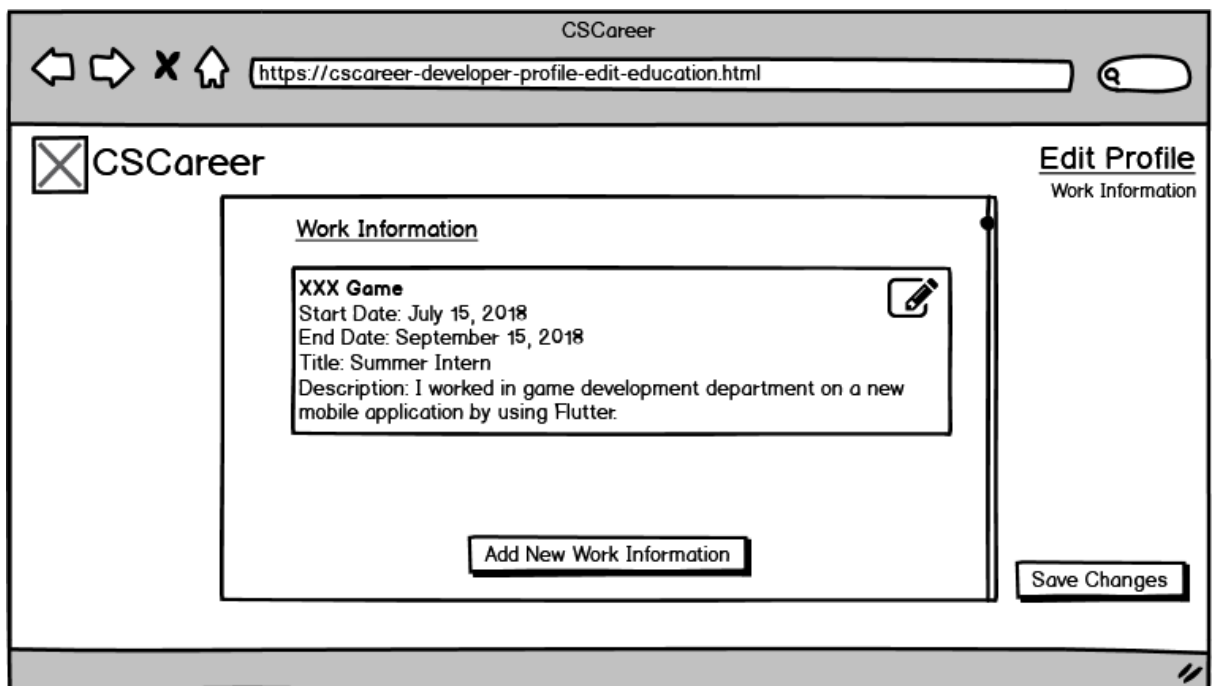 CSCareer
https://cscareer-developer-profile-edit-education.html
CSCareer
Edit Profile
Work Information
Work Information
XXX Game
Start Date: July 15, 2018
End Date: September 15, 2018
Title: Summer Intern
Description: I worked in game development department on a new
mobile application by using Flutter.
Add New Work Information
Save Changes